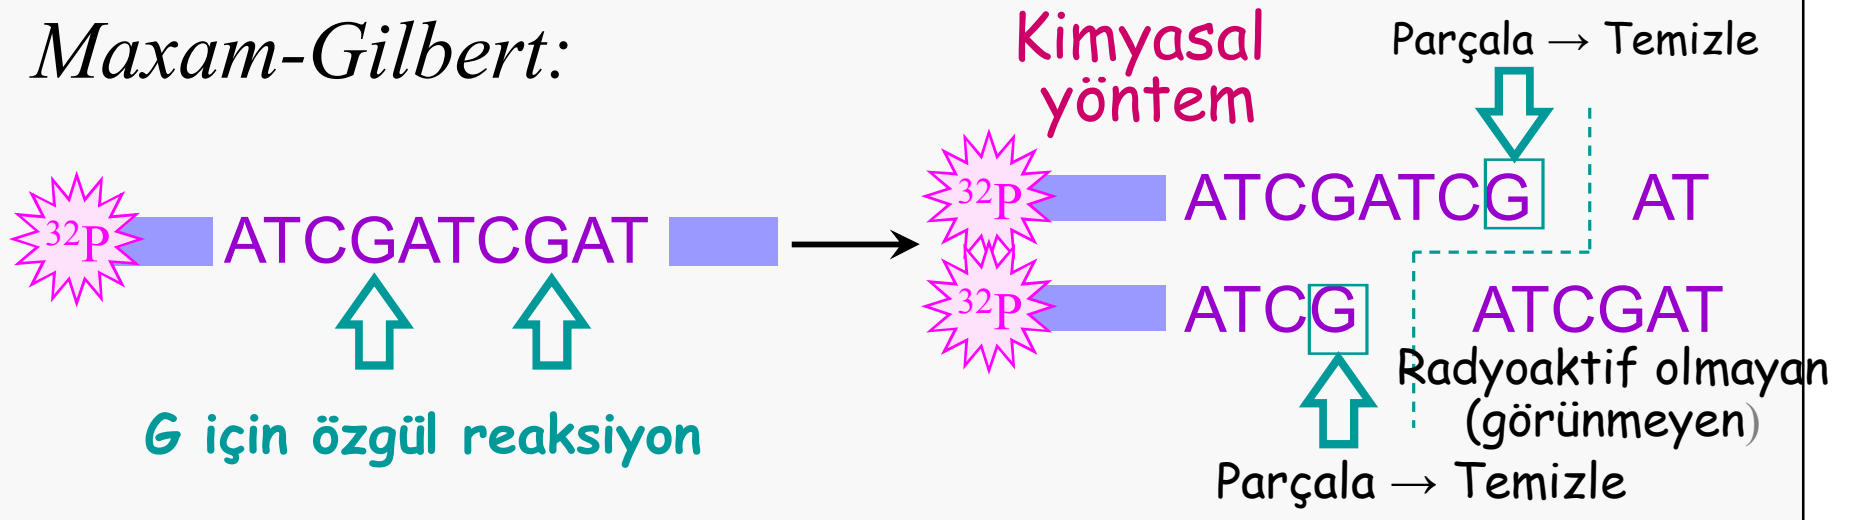 Maxam-Gilbert:
Kimyasal
yöntem
Parçala → Temizle
32P ATCGATCGAT
32P ATCGATCG AT
32P ATCG ATCGAT
Radyoaktif olmayan
(görünmeyen)
G için özgül reaksiyon
Parçala → Temizle